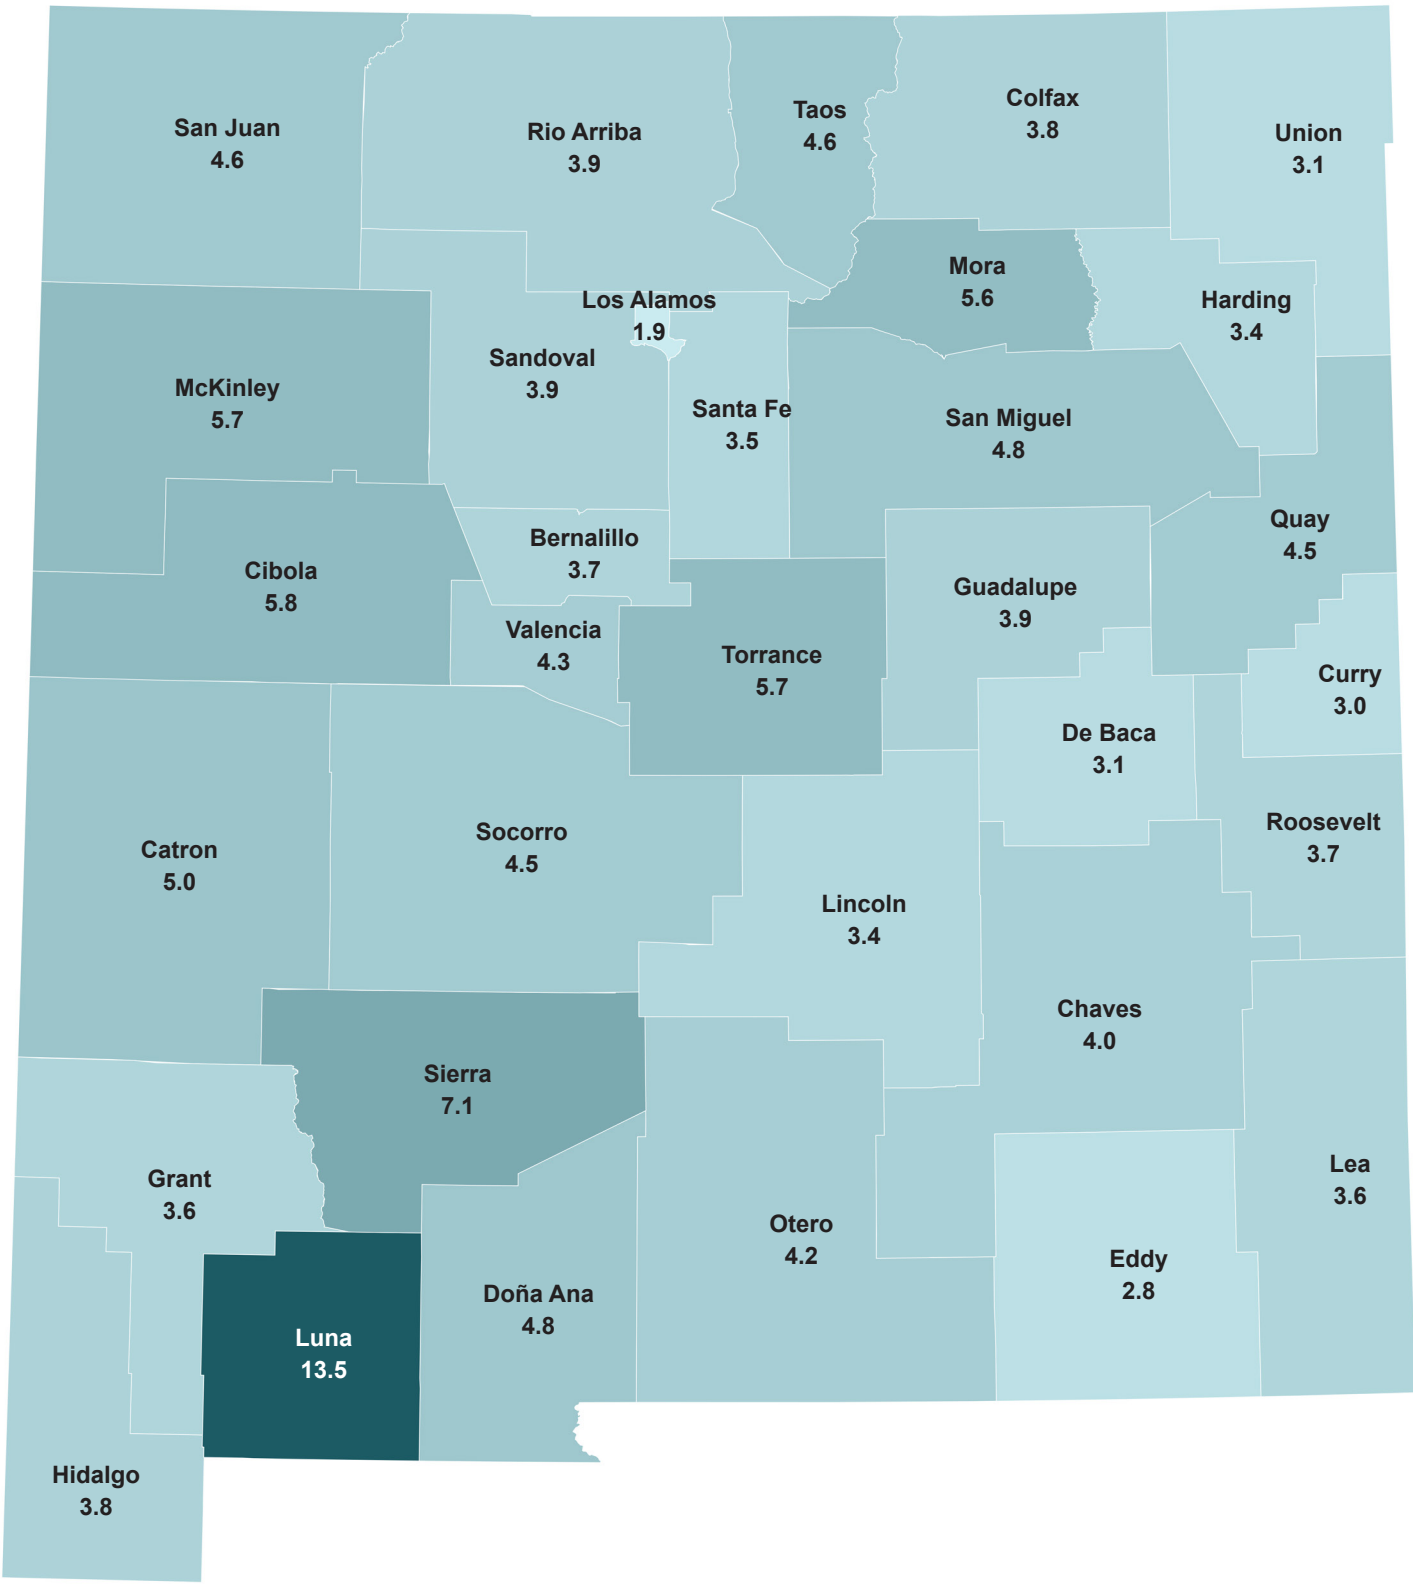 San Juan
4.6
Rio Arriba
3.9
Taos
4.6
Colfax
3.8
Union
3.1
Mora
5.6
Harding
3.4
Los Alamos
1.9
Sandoval
3.9
McKinley
5.7
Santa Fe
3.5
San Miguel
4.8
Quay
4.5
Bernalillo
3.7
Cibola
5.8
Guadalupe
3.9
Valencia
4.3
Torrance
5.7
Curry
3.0
De Baca
3.1
Roosevelt
3.7
Socorro
4.5
Catron
5.0
Lincoln
3.4
Chaves
4.0
Sierra
7.1
Grant
3.6
Lea
3.6
Otero
4.2
Eddy
2.8
Doña Ana
4.8
Luna
13.5
Hidalgo
3.8